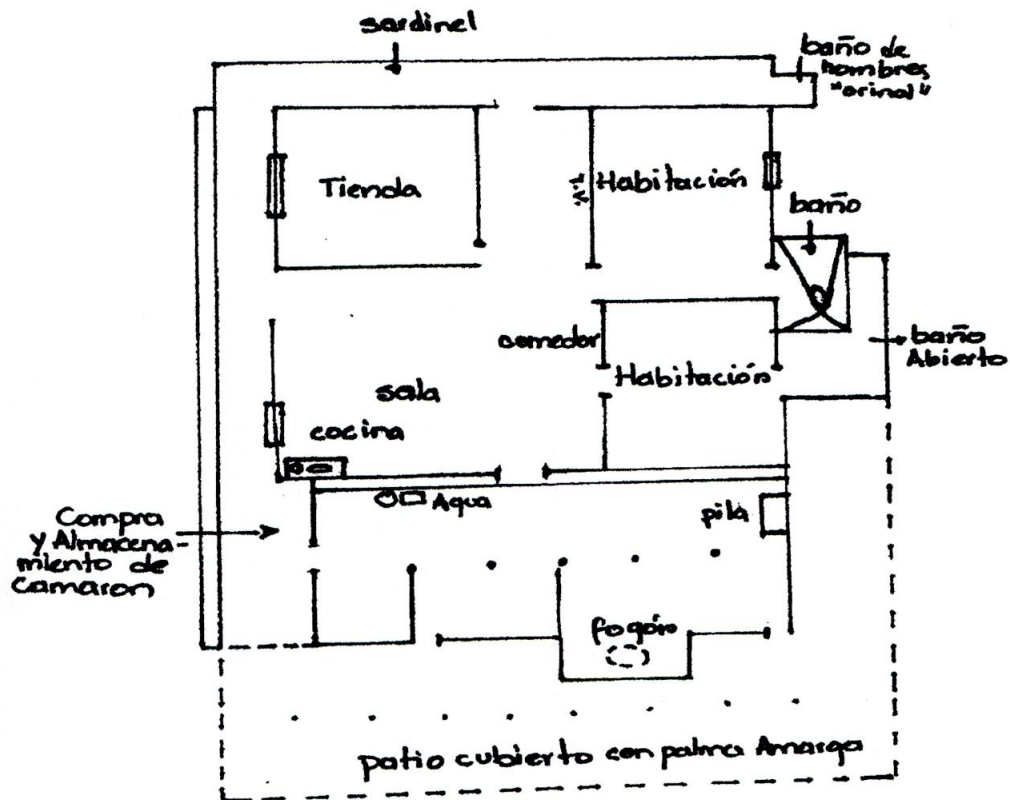 sardinel
baño de
hombres
"orinal"
Tienda
T.V.
Habitación
baño
comedor
baño
Abierto
Habitación
sala
cocina
Agua
pila
Compra
y Almacena-
miento de
Camaron
fogón
patio cubierto con palma Amarga